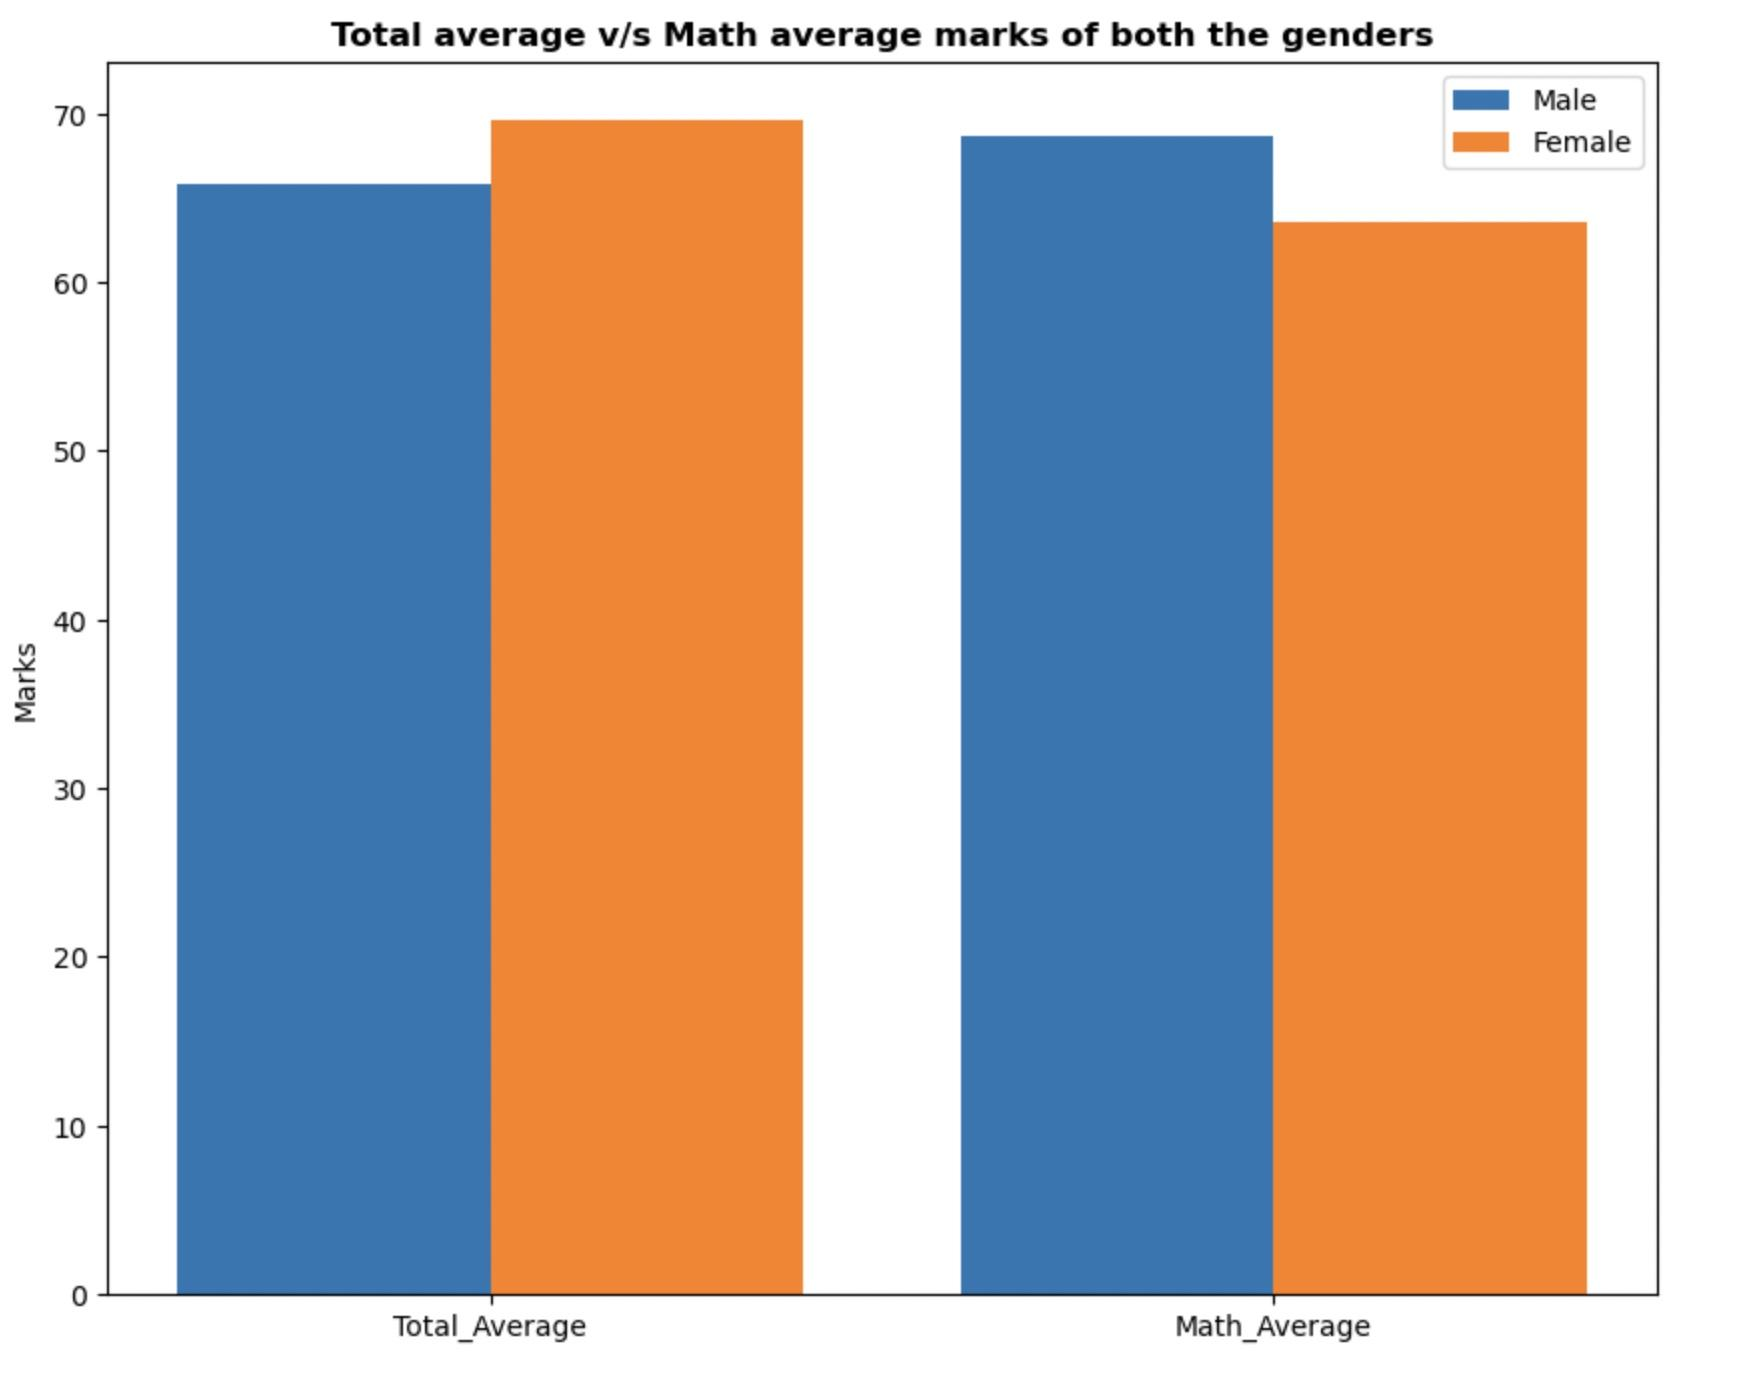 Total average v/s Math average marks of both the genders
Male
Female
70
60
50
40
30
20
10
0
Marks
Total_Average
Math_Average